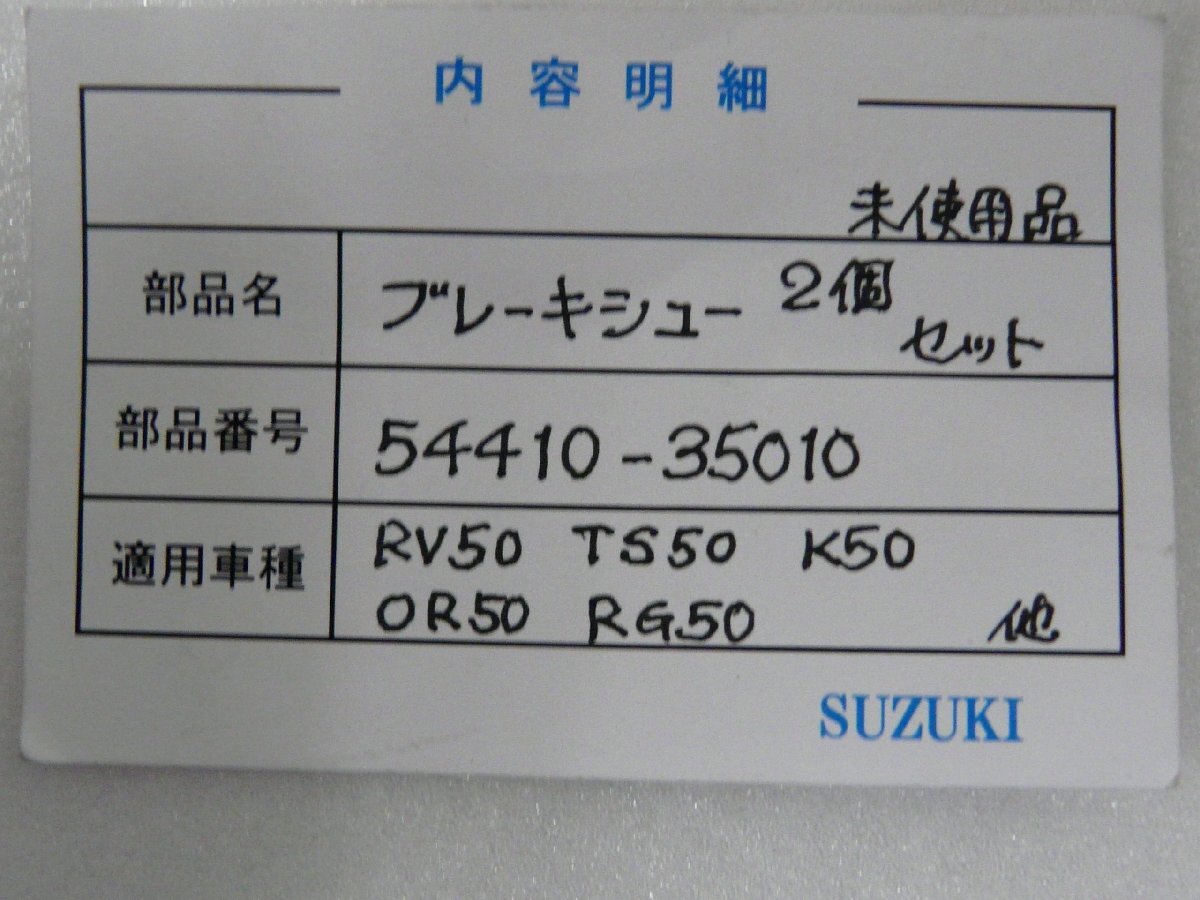 内容明細
未使用品
部品名 ブレーキシュー 2個
セット
部品番号 54410-35010
適用車種 RV50 TS50 K50
OR50 RG50 他
SUZUKI